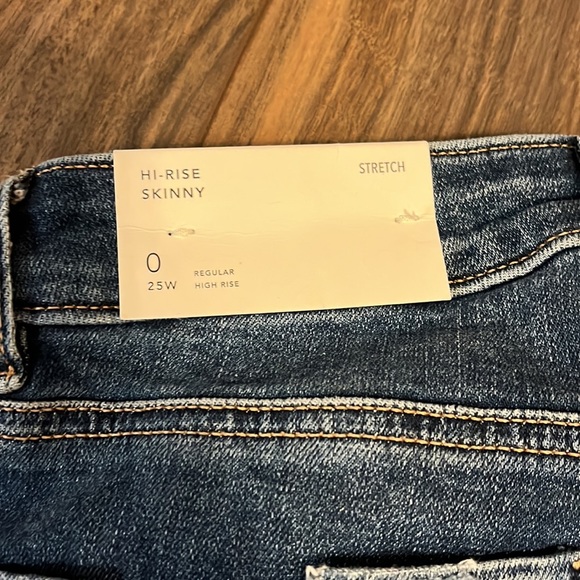 HI-RISE
SKINNY
STRETCH
0
25W
REGULAR
HIGH RISE